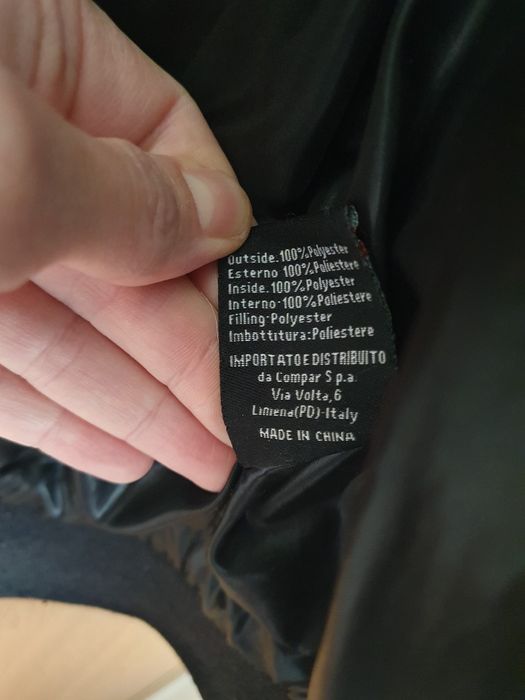 Outside.100%Polyester
Esterno 100%Poliestere
Inside.100%Polyester
Interno·100%Poliestere
Filling·Polyester
Imbottitura:Poliestere
IMPORTATO E DISTRIBUITO
da Compar S p.a.
Via Volta,6
Limena(PD)-Italy
MADE IN CHINA